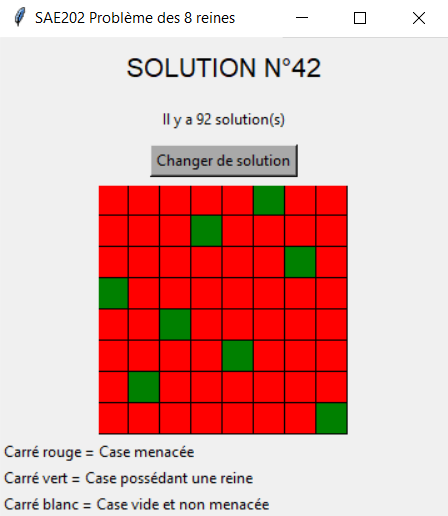 SAE202 Problème des 8 reines
SOLUTION N°42
Il y a 92 solution(s)
Changer de solution
Carré rouge = Case menacée
Carré vert = Case possédant une reine
Carré blanc = Case vide et non menacée